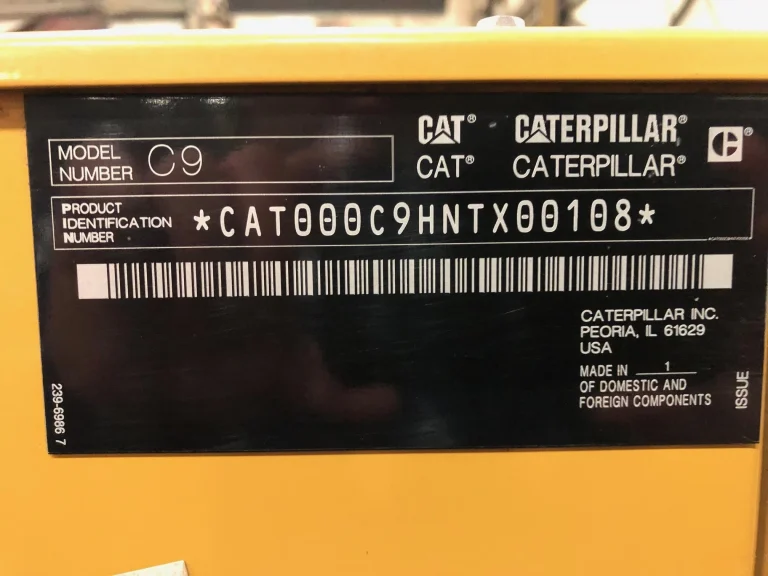 CAT® CATERPILLAR®
CAT® CATERPILLAR®
MODEL NUMBER C9
PRODUCT
IDENTIFICATION
NUMBER
*CAT000C9HNTX00108*
CATERPILLAR INC.
PEORIA, IL 61629
USA
MADE IN 1
OF DOMESTIC AND
FOREIGN COMPONENTS
ISSUE
239-6986 7